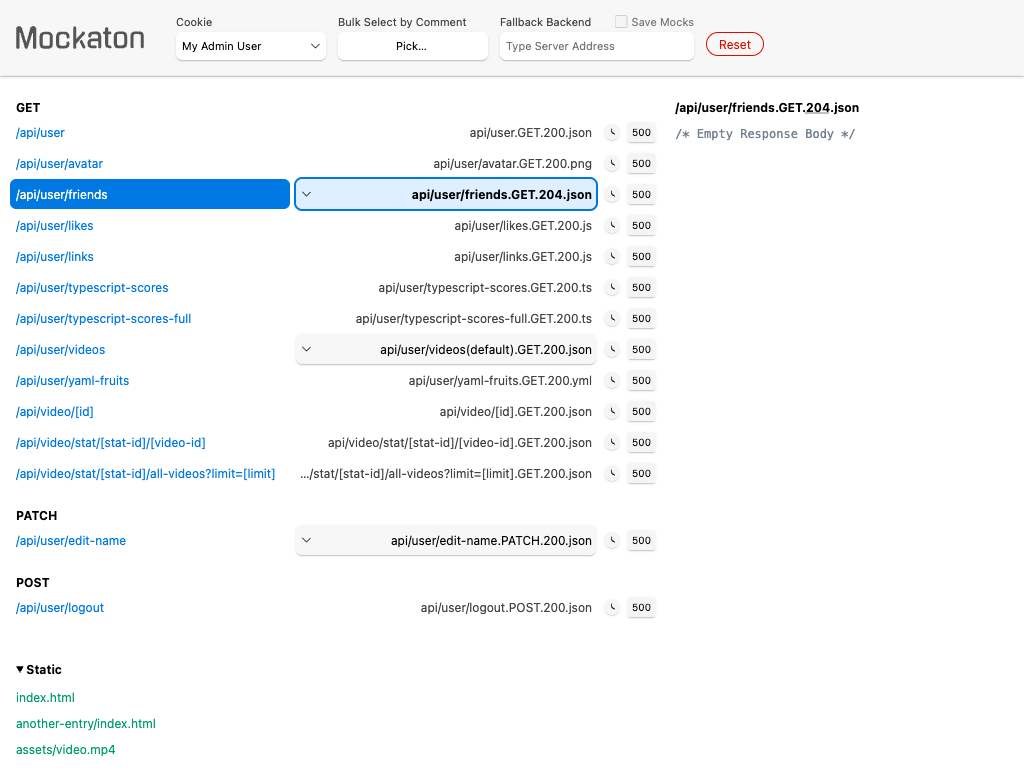 Mockaton
Cookie
My Admin User
Bulk Select by Comment
Pick...
Fallback Backend
Save Mocks
Type Server Address
Reset
GET
/api/user api/user.GET.200.json 500
/api/user/avatar api/user/avatar.GET.200.png 500
/api/user/friends api/user/friends.GET.204.json 500
/api/user/likes api/user/likes.GET.200.js 500
/api/user/links api/user/links.GET.200.js 500
/api/user/typescript-scores api/user/typescript-scores.GET.200.ts 500
/api/user/typescript-scores-full api/user/typescript-scores-full.GET.200.ts 500
/api/user/videos api/user/videos(default).GET.200.json 500
/api/user/yaml-fruits api/user/yaml-fruits.GET.200.yml 500
/api/video/[id] api/video/[id].GET.200.json 500
/api/video/stat/[stat-id]/[video-id] api/video/stat/[stat-id]/[video-id].GET.200.json 500
/api/video/stat/[stat-id]/all-videos?limit=[limit] .../stat/[stat-id]/all-videos?limit=[limit].GET.200.json 500
PATCH
/api/user/edit-name api/user/edit-name.PATCH.200.json 500
POST
/api/user/logout api/user/logout.POST.200.json 500
Static
index.html
another-entry/index.html
assets/video.mp4
/api/user/friends.GET.204.json
/* Empty Response Body */